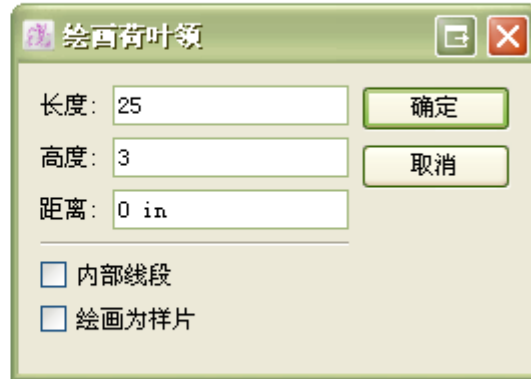 绘画荷叶领
长度: 25
确定
高度: 3
取消
距离: 0 in
内部线段
绘画为样片